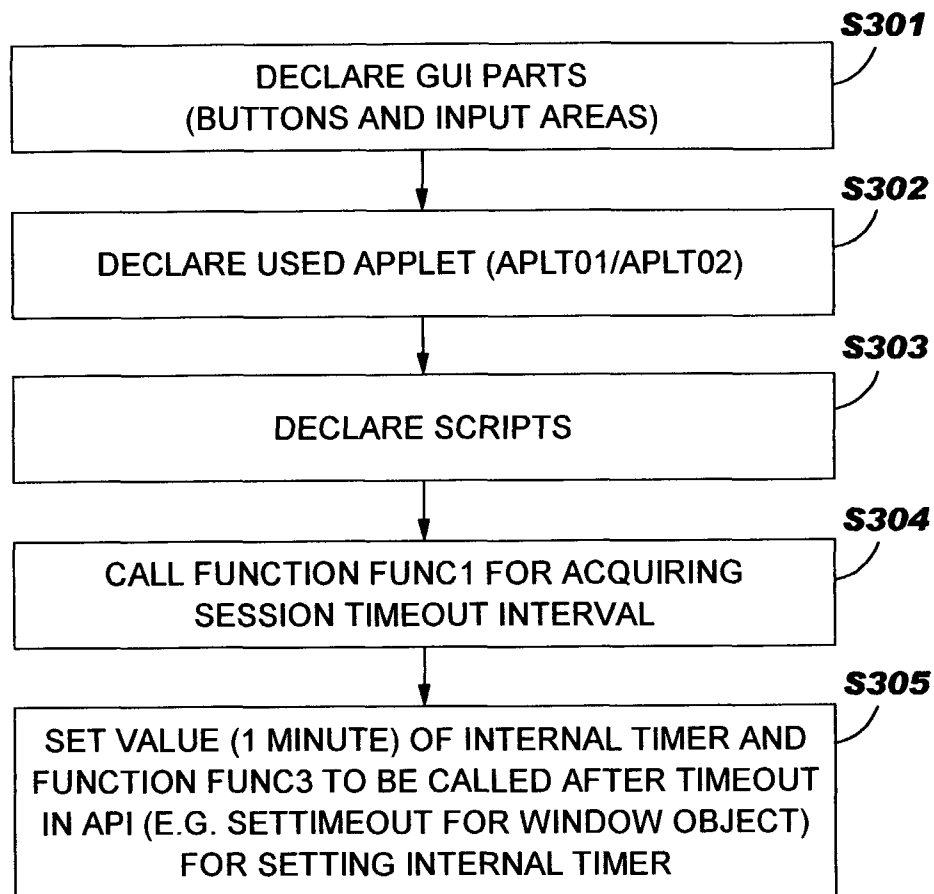 S301
DECLARE GUI PARTS
(BUTTONS AND INPUT AREAS)
S302
DECLARE USED APPLET (APLT01/APLT02)
S303
DECLARE SCRIPTS
S304
CALL FUNCTION FUNC1 FOR ACQUIRING
SESSION TIMEOUT INTERVAL
S305
SET VALUE (1 MINUTE) OF INTERNAL TIMER AND
FUNCTION FUNC3 TO BE CALLED AFTER TIMEOUT
IN API (E.G. SETTIMEOUT FOR WINDOW OBJECT)
FOR SETTING INTERNAL TIMER